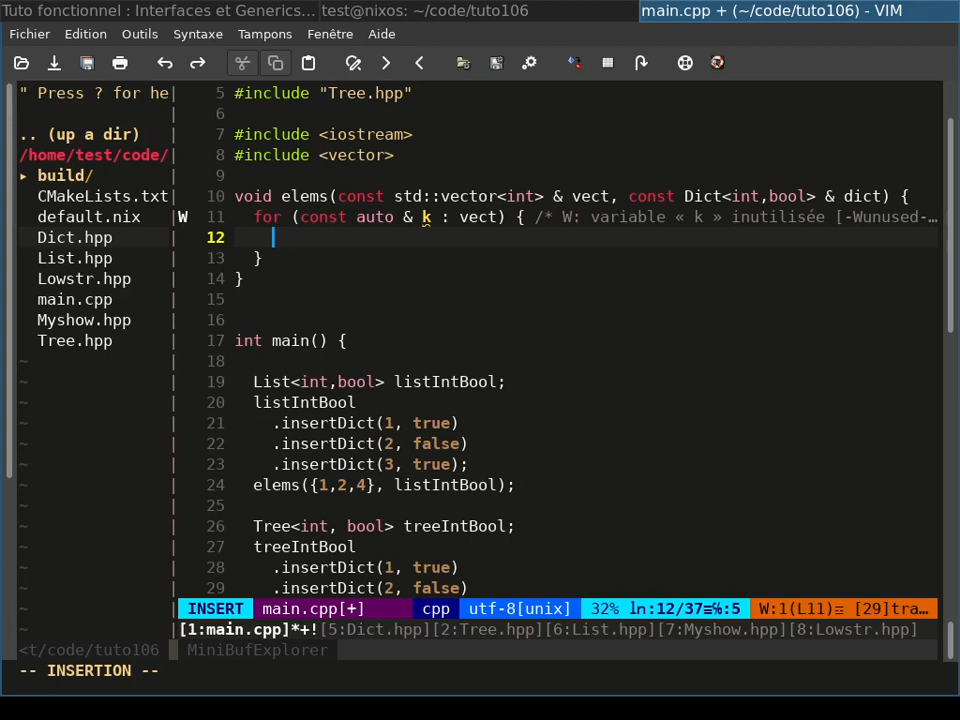 Tuto fonctionnel : Interfaces et Generics... test@nixos: ~/code/tuto106 main.cpp + (~/code/tuto106) - VIM
Fichier Edition Outils Syntaxe Tampons Fenêtre Aide
" Press ? for he| 5 #include "Tree.hpp"
| 6
.. (up a dir) | 7 #include <iostream>
/home/test/code/| 8 #include <vector>
▸ build/ | 9
CMakeLists.txt| 10 void elems(const std::vector<int> & vect, const Dict<int,bool> & dict) {
default.nix |W 11 for (const auto & k : vect) { /* W: variable « k » inutilisée [-Wunused-…
Dict.hpp | 12
List.hpp | 13 }
Lowstr.hpp | 14 }
main.cpp | 15
Myshow.hpp | 16
Tree.hpp | 17 int main() {
~ | 18
~ | 19 List<int,bool> listIntBool;
~ | 20 listIntBool
~ | 21 .insertDict(1, true)
~ | 22 .insertDict(2, false)
~ | 23 .insertDict(3, true);
~ | 24 elems({1,2,4}, listIntBool);
~ | 25
~ | 26 Tree<int, bool> treeIntBool;
~ | 27 treeIntBool
~ | 28 .insertDict(1, true)
~ | 29 .insertDict(2, false)
~ | INSERT main.cpp[+] cpp utf-8[unix] 32% ln:12/37≡℅:5 W:1(L11)☲ [29]tra…
~ |[1:main.cpp]*+![5:Dict.hpp][2:Tree.hpp][6:List.hpp][7:Myshow.hpp][8:Lowstr.hpp]
<t/code/tuto106 MiniBufExplorer
-- INSERTION --